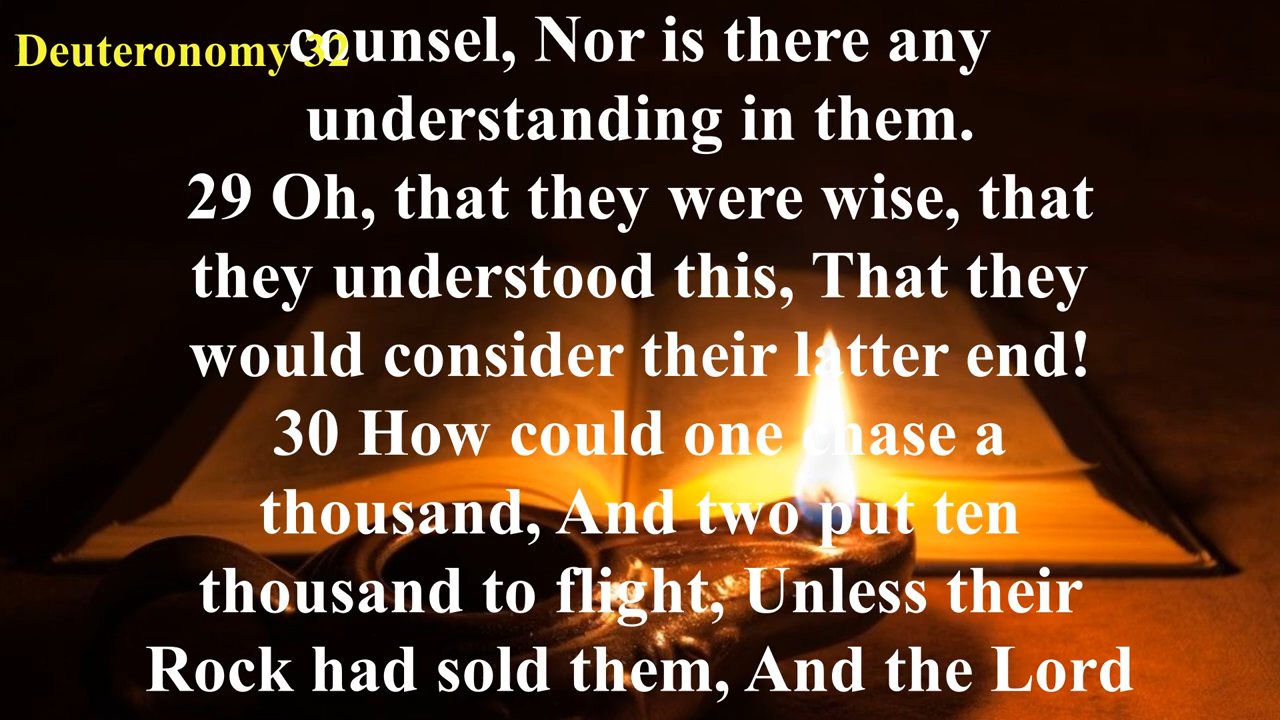 Deuteronomy 32
counsel, Nor is there any
understanding in them.
29 Oh, that they were wise, that
they understood this, That they
would consider their latter end!
30 How could one chase a
thousand, And two put ten
thousand to flight, Unless their
Rock had sold them, And the Lord